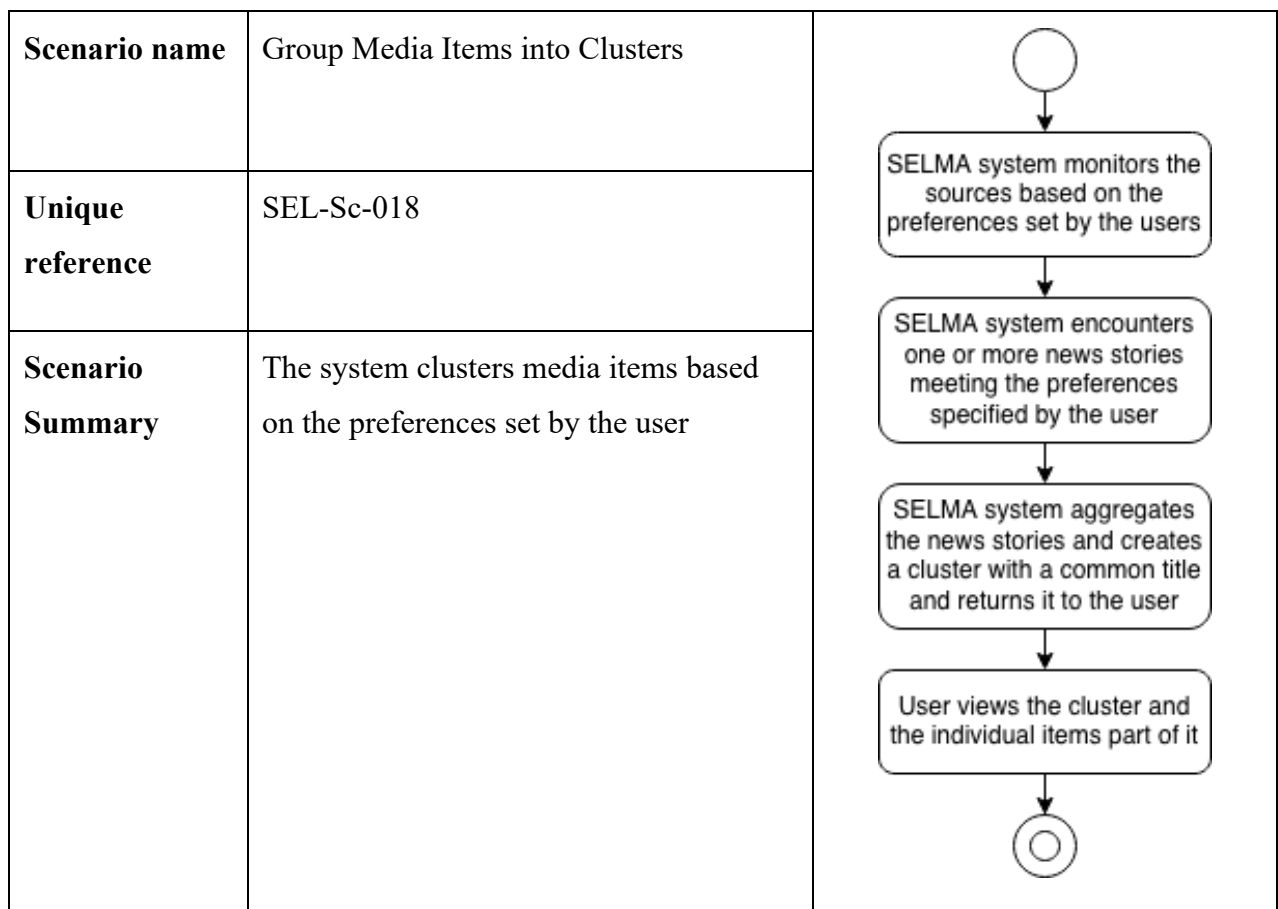 Scenario name
Group Media Items into Clusters
Unique
reference
SEL-Sc-018
Scenario
Summary
The system clusters media items based
on the preferences set by the user
SELMA system monitors the
sources based on the
preferences set by the users
SELMA system encounters
one or more news stories
meeting the preferences
specified by the user
SELMA system aggregates
the news stories and creates
a cluster with a common title
and returns it to the user
User views the cluster and
the individual items part of it